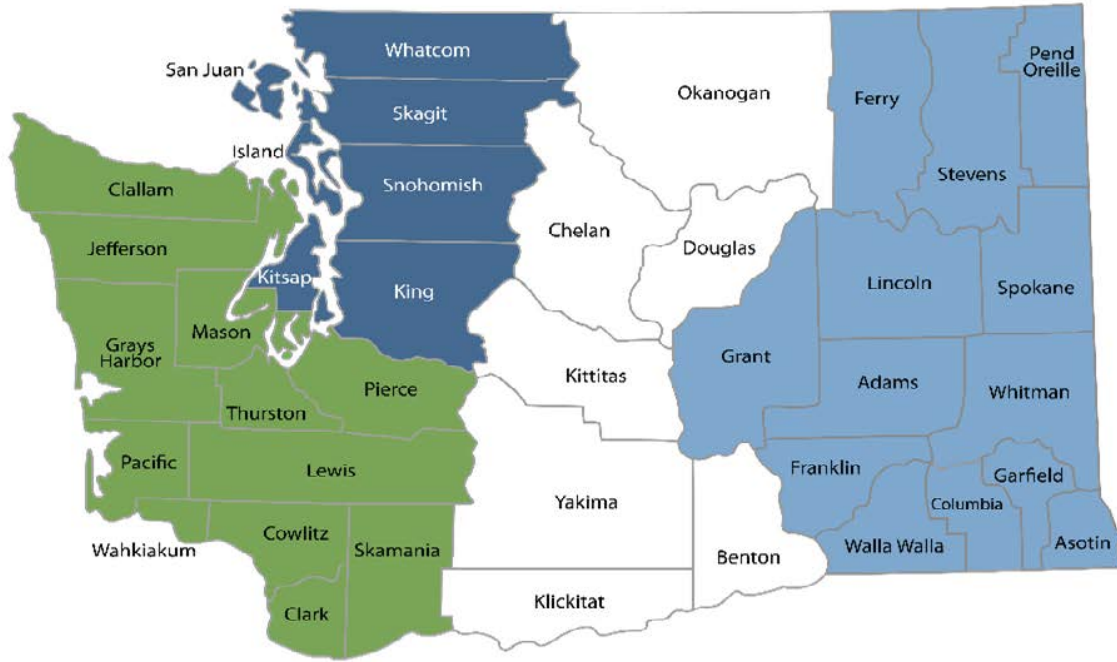 Whatcom
San Juan
Skagit
Island
Snohomish
Clallam
Jefferson
Kitsap
King
Mason
Grays
Harbor
Pierce
Thurston
Pacific
Lewis
Wahkiakum
Cowlitz
Skamania
Clark
Okanogan
Chelan
Douglas
Kittitas
Yakima
Klickitat
Benton
Ferry
Stevens
Pend
Oreille
Lincoln
Spokane
Grant
Adams
Whitman
Franklin
Garfield
Columbia
Walla Walla
Asotin